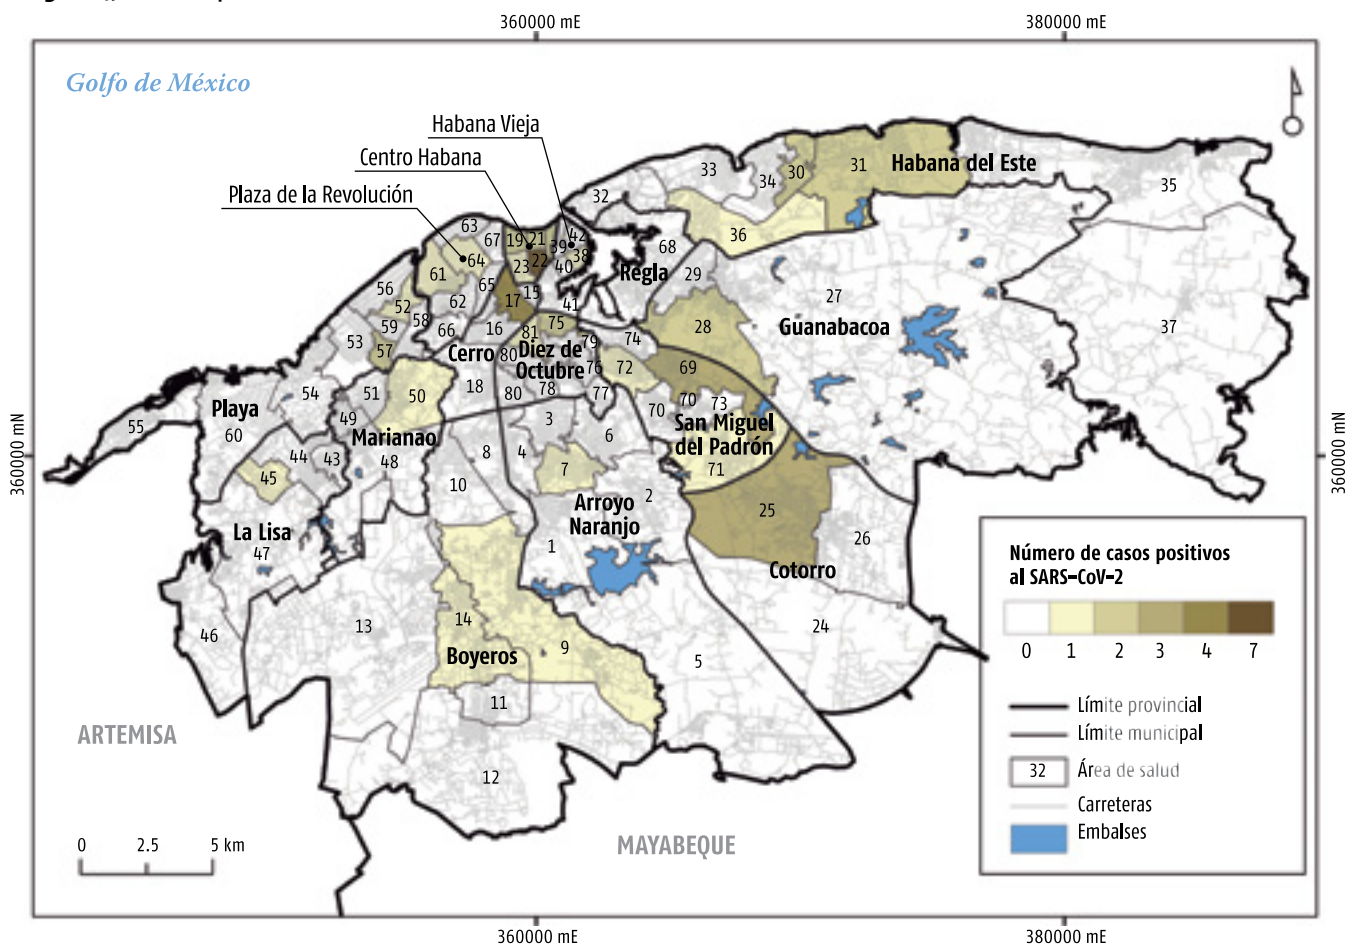 360000 mE
380000 mE
Golfo de México
Habana Vieja
Centro Habana
Plaza de la Revolución
33
34
30
31
Habana del Este
35
32
36
63
67
19
21
39
42
38
68
64
61
23
22
40
Regla
29
56
65
15
41
27
52
62
17
Guanabacoa
59
58
66
16
81
75
28
37
53
57
Cerro
80
Diez de
Octubre
79
74
76
72
69
54
51
50
18
80
78
77
Playa
55
60
49
Marianao
3
70
70
73
San Miguel
del Padrón
6
44
43
48
8
4
45
10
7
71
360000 mN
360000 mN
Arroyo
Naranjo
2
25
La Lisa
47
1
26
Cotorro
46
13
14
Boyeros
9
5
24
11
12
ARTEMISA
MAYABEQUE
0 2.5 5 km
Número de casos positivos
al SARS–CoV–2
0 1 2 3 4 7
Límite provincial
Límite municipal
32 Área de salud
Carreteras
Embalses
360000 mE
380000 mE